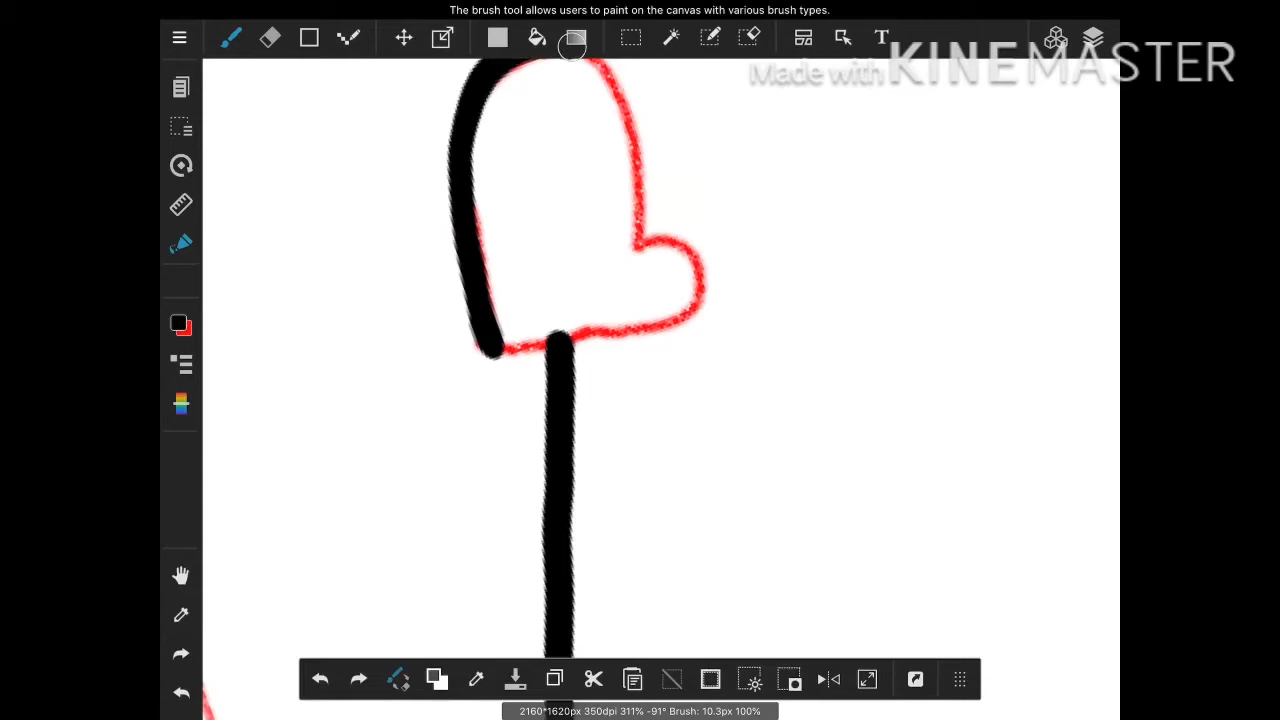 The brush tool allows users to paint on the canvas with various brush types.
T
Made with KINEMASTER
2160*1620px 350dpi 311% -91° Brush: 10.3px 100%